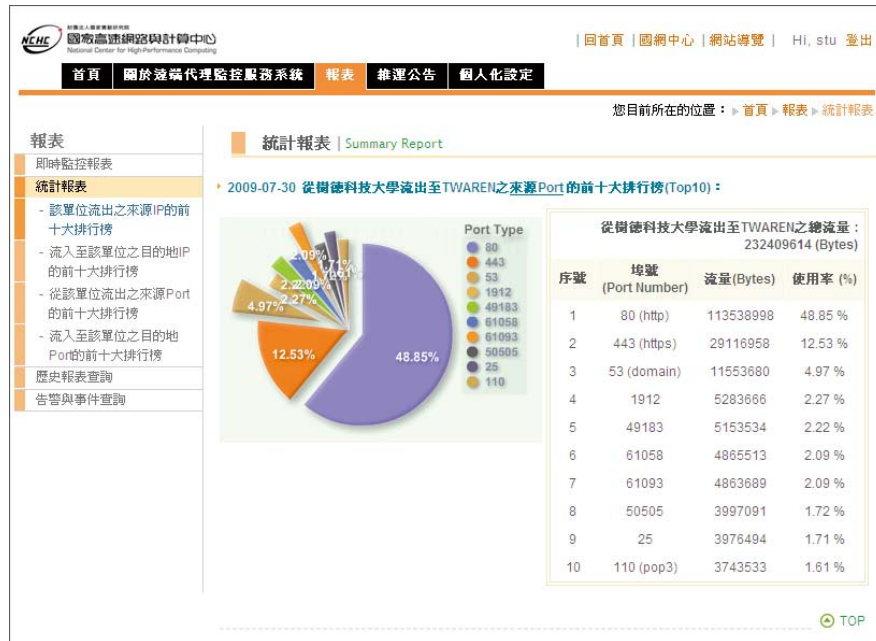 財團法人國家實驗研究院
國家高速網路與計算中心
National Center for High-Performance Computing
NCHC
| 回首頁 | 國網中心 | 網站導覽 | Hi, stu 登出
首頁 關於遠端代理監控服務系統 報表 維運公告 個人化設定
您目前所在的位置：首頁 報表 統計報表
報表
即時監控報表
統計報表
- 該單位流出之來源IP的前
十大排行榜
- 流入至該單位之目的地IP
的前十大排行榜
- 從該單位流出之來源Port
的前十大排行榜
- 流入至該單位之目的地
Port的前十大排行榜
歷史報表查詢
告警與事件查詢
統計報表 | Summary Report
2009-07-30 從樹德科技大學流出至TWAREN之來源Port的前十大排行榜(Top10)：
48.85%
12.53%
4.97%
2.27%
2.09%
Port Type
80
443
53
1912
49183
61058
61093
50505
25
110
從樹德科技大學流出至TWAREN之總流量：
232409614 (Bytes)
序號 埠號 (Port Number) 流量(Bytes) 使用率 (%)
1 80 (http) 113538998 48.85 %
2 443 (https) 29116958 12.53 %
3 53 (domain) 11553680 4.97 %
4 1912 5283666 2.27 %
5 49183 5153534 2.22 %
6 61058 4865513 2.09 %
7 61093 4863689 2.09 %
8 50505 3997091 1.72 %
9 25 3976494 1.71 %
10 110 (pop3) 3743533 1.61 %
TOP